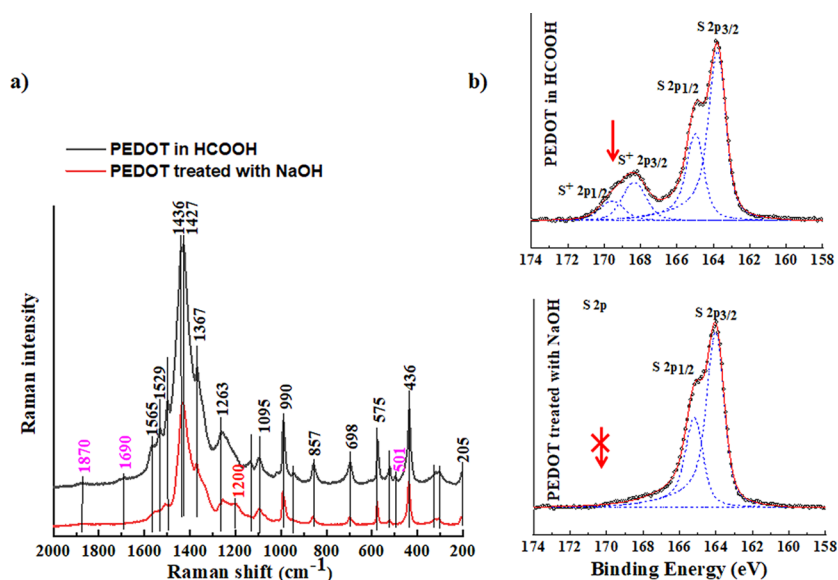 a)
PEDOT in HCOOH
PEDOT treated with NaOH
Raman intensity
1870
1690
1565
1529
1436
1427
1367
1263
1200
1095
990
857
698
575
501
436
205
2000 1800 1600 1400 1200 1000 800 600 400 200
Raman shift (cm-1)
b)
PEDOT in HCOOH
S 2p3/2
S 2p1/2
S+ 2p3/2
S+ 2p1/2
174 172 170 168 166 164 162 160 158
PEDOT treated with NaOH
S 2p
S 2p3/2
S 2p1/2
174 172 170 168 166 164 162 160 158
Binding Energy (eV)